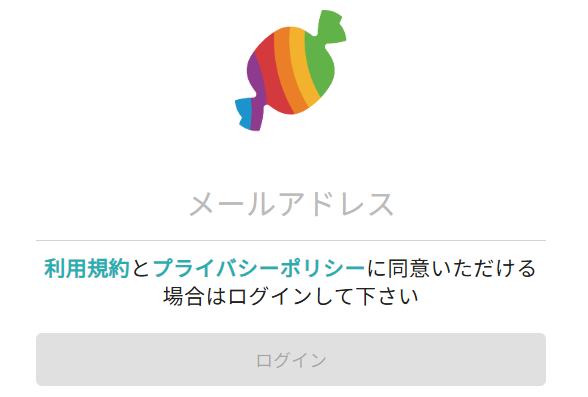 メールアドレス
利用規約とプライバシーポリシーに同意いただける
場合はログインして下さい
ログイン